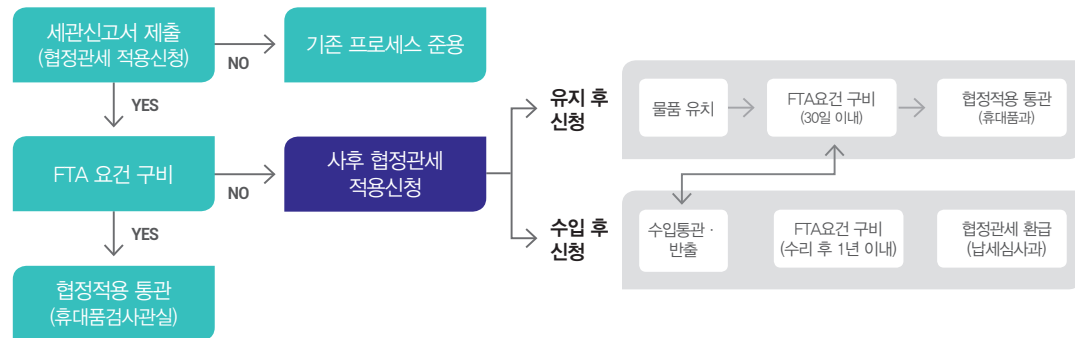 세관신고서 제출
(협정관세 적용신청)
NO
기존 프로세스 준용
YES
FTA 요건 구비
NO
사후 협정관세
적용신청
YES
협정적용 통관
(휴대품검사관실)
유지 후
신청
물품 유치
FTA요건 구비
(30일 이내)
협정적용 통관
(휴대품과)
수입 후
신청
수입통관 ·
반출
FTA요건 구비
(수리 후 1년 이내)
협정관세 환급
(납세심사과)